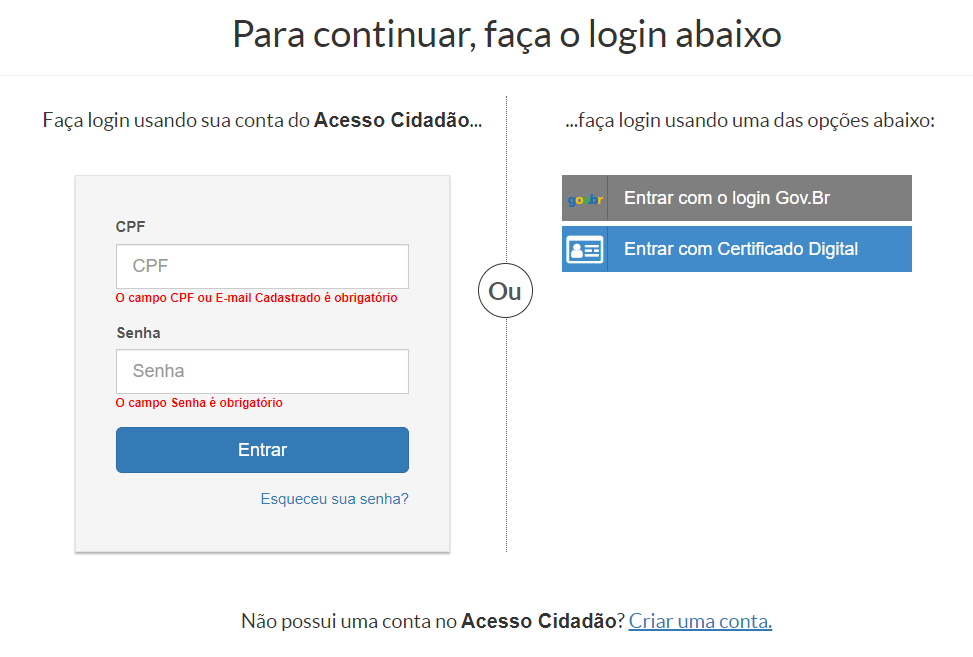 Para continuar, faça o login abaixo
Faça login usando sua conta do Acesso Cidadão...
CPF
CPF
O campo CPF ou E-mail Cadastrado é obrigatório
Senha
Senha
O campo Senha é obrigatório
Entrar
Esqueceu sua senha?
Ou
...faça login usando uma das opções abaixo:
gov.br Entrar com o login Gov.Br
Entrar com Certificado Digital
Não possui uma conta no Acesso Cidadão? Criar uma conta.